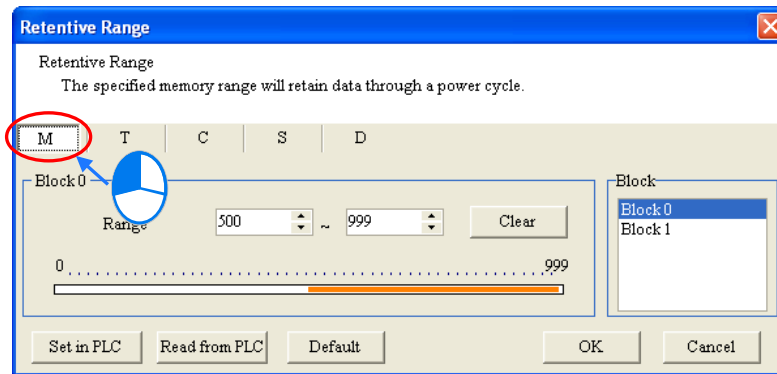 Retentive Range
Retentive Range
The specified memory range will retain data through a power cycle.
M T C S D
Block 0 Block
Range 500 ~ 999 Clear
Block 0
Block 1
0 999
Set in PLC Read from PLC Default OK Cancel